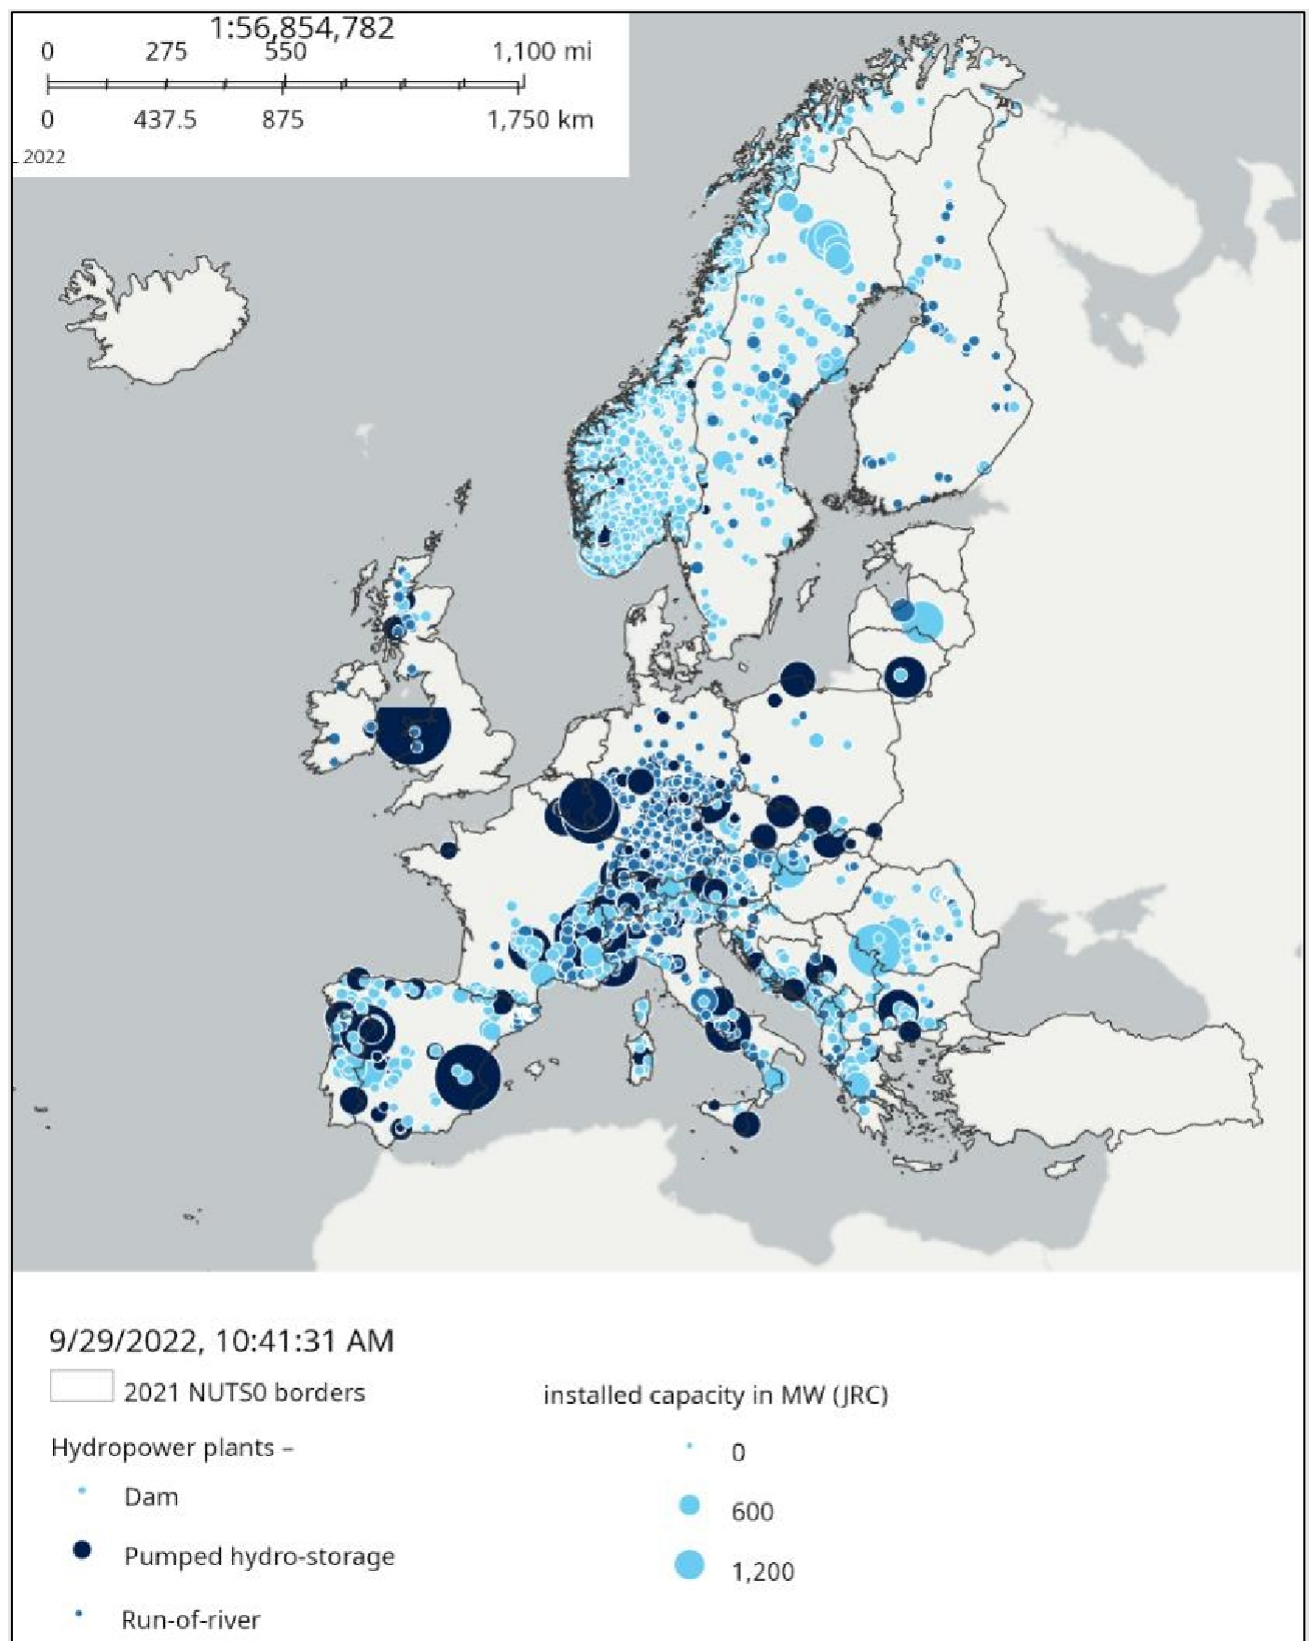 1:56,854,782
0 275 550 1,100 mi
0 437.5 875 1,750 km
2022
9/29/2022, 10:41:31 AM
2021 NUTS0 borders
Hydropower plants –
Dam
Pumped hydro-storage
Run-of-river
installed capacity in MW (JRC)
0
600
1,200